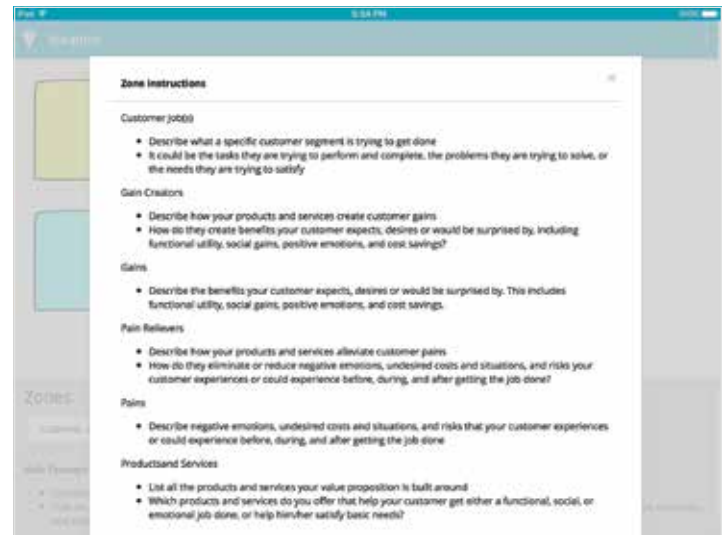 iPad
5:54 PM
Zone instructions
Customer Job(s)
• Describe what a specific customer segment is trying to get done
• It could be the tasks they are trying to perform and complete, the problems they are trying to solve, or
the needs they are trying to satisfy
Gain Creators
• Describe how your products and services create customer gains
• How do they create benefits your customer expects, desires or would be surprised by, including
functional utility, social gains, positive emotions, and cost savings?
Gains
• Describe the benefits your customer expects, desires or would be surprised by. This includes
functional utility, social gains, positive emotions, and cost savings.
Pain Relievers
• Describe how your products and services alleviate customer pains
• How do they eliminate or reduce negative emotions, undesired costs and situations, and risks your
customer experiences or could experience before, during, and after getting the job done?
Pains
• Describe negative emotions, undesired costs and situations, and risks that your customer experiences
or could experience before, during, and after getting the job done
Productsand Services
• List all the products and services your value proposition is built around
• Which products and services do you offer that help your customer get either a functional, social, or
emotional job done, or help him/her satisfy basic needs?
Zones